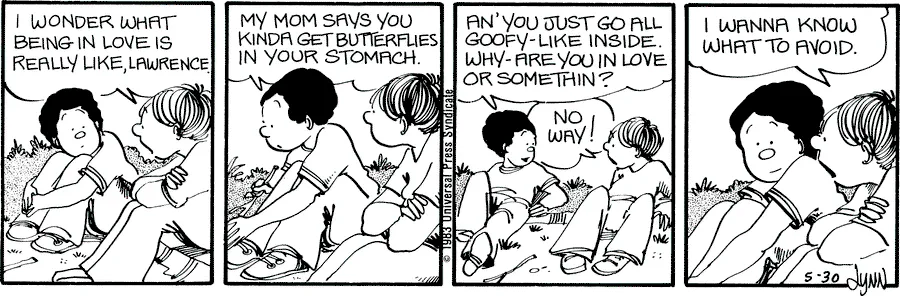 I WONDER WHAT
BEING IN LOVE IS
REALLY LIKE, LAWRENCE.
MY MOM SAYS YOU
KINDA GET BUTTERFLIES
IN YOUR STOMACH.
© 1983 Universal Press Syndicate
AN' YOU JUST GO ALL
GOOFY-LIKE INSIDE.
WHY-ARE YOU IN LOVE
OR SOMETHIN?
NO
WAY!
I WANNA KNOW
WHAT TO AVOID.
5-30
LYNN